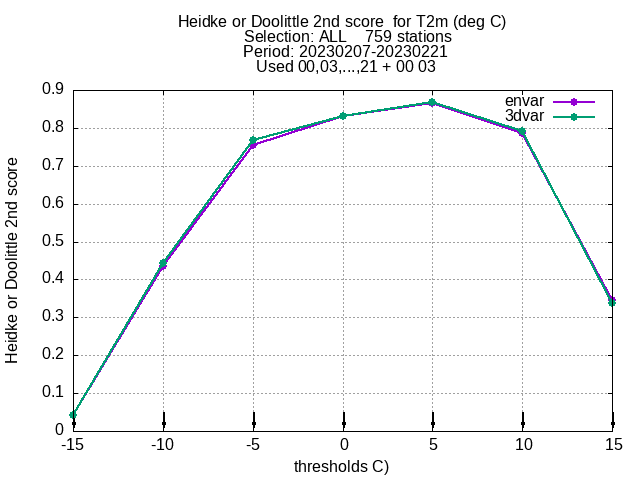 Heidke or Doolittle 2nd score  for T2m (deg C)
Selection: ALL    759 stations
Period: 20230207-20230221
Used 00,03,...,21 + 00 03
envar
3dvar
Heidke or Doolittle 2nd score
0.9
0.8
0.7
0.6
0.5
0.4
0.3
0.2
0.1
0
-15 -10 -5 0 5 10 15
thresholds C)